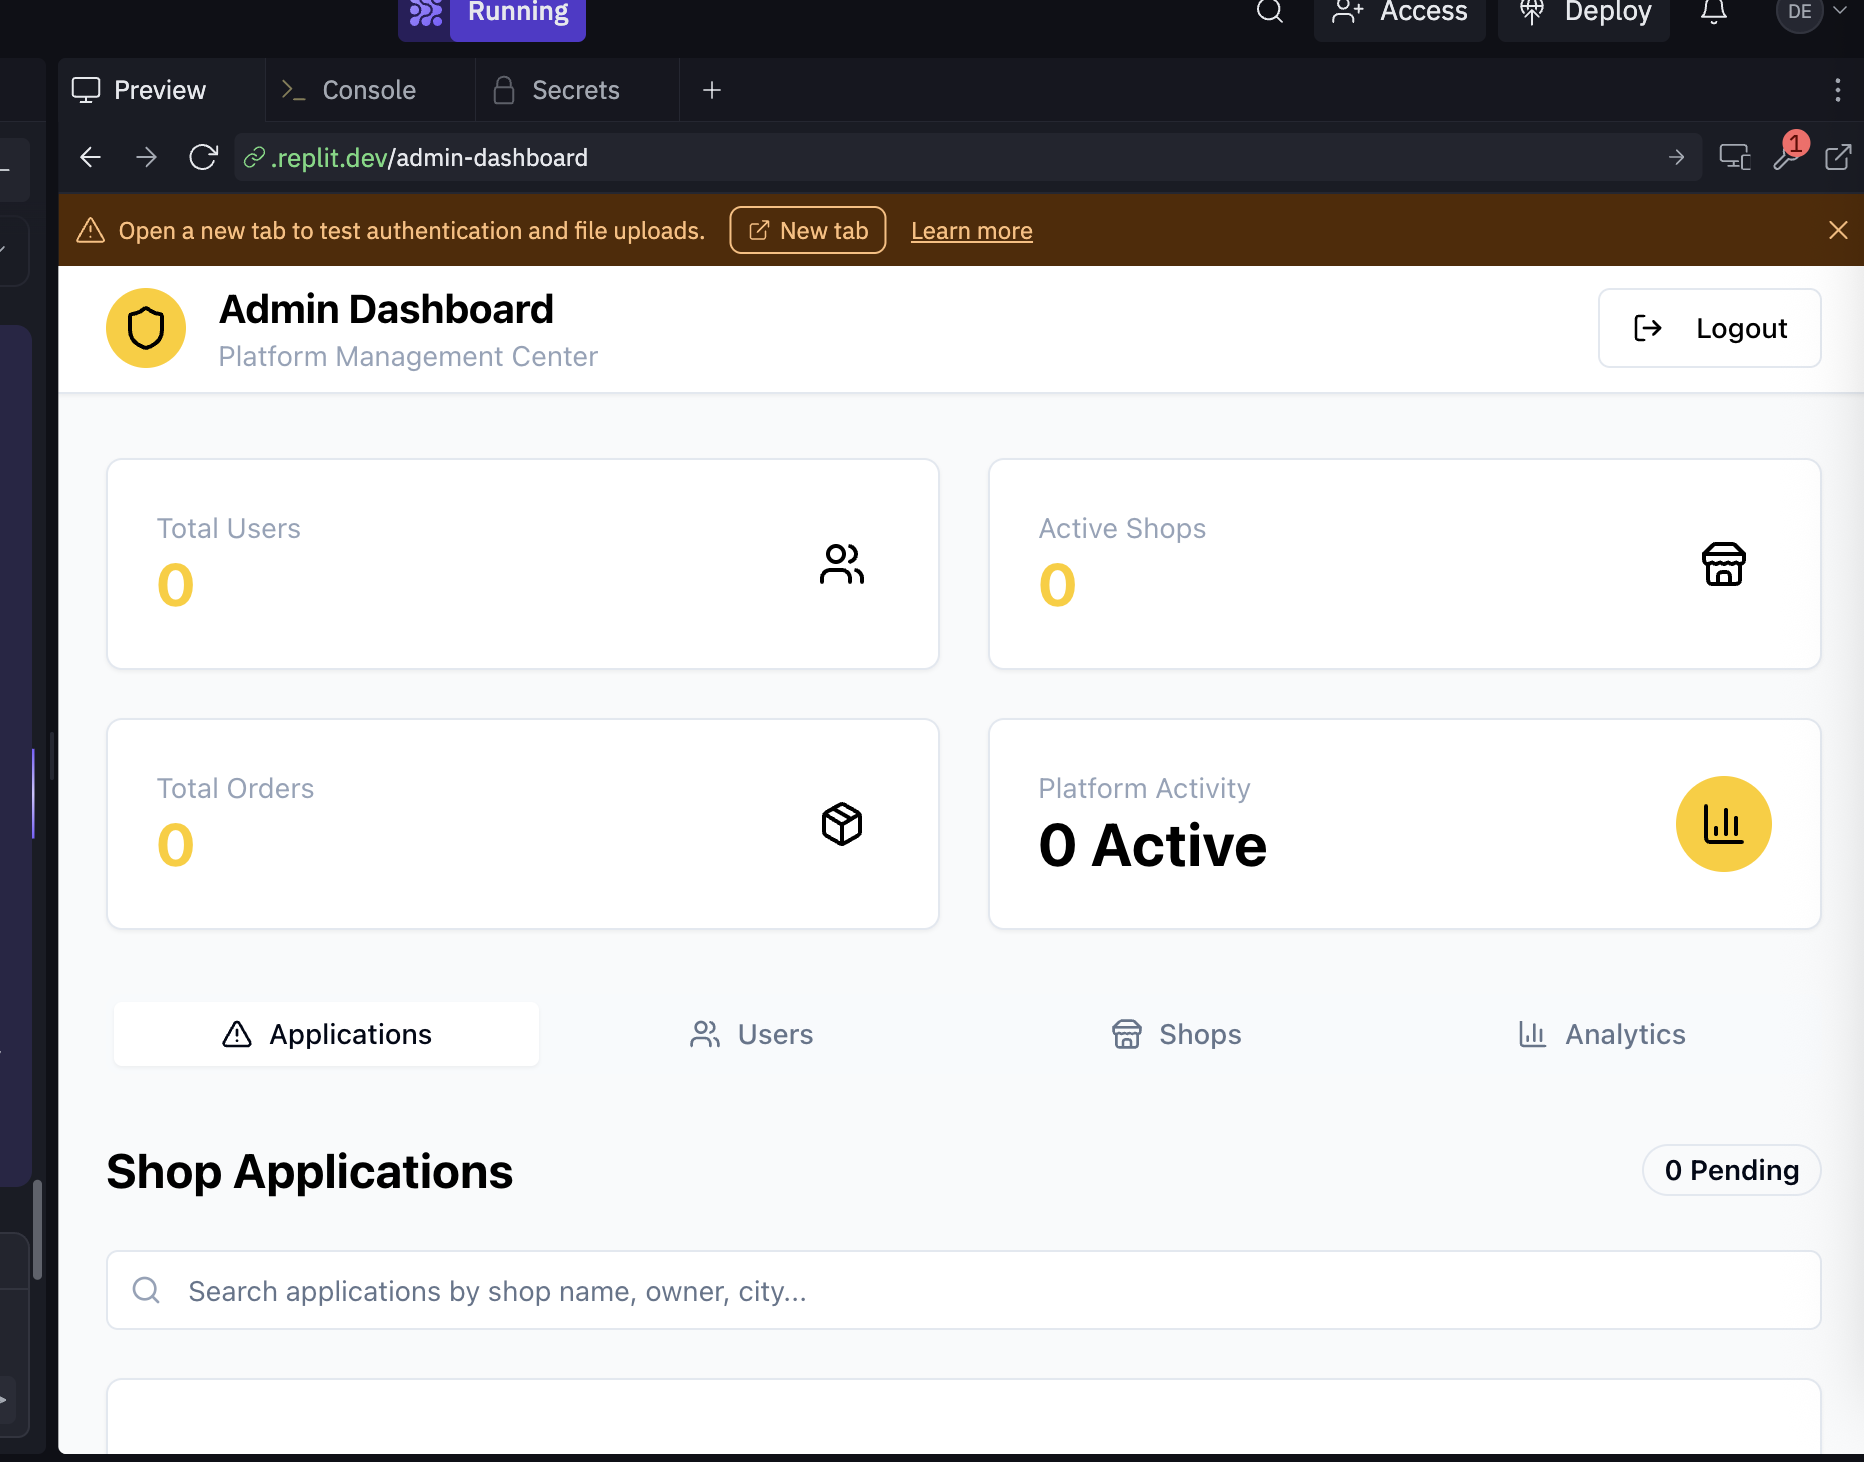 Running
Access
Deploy
DE
Preview
Console
Secrets
.replit.dev/admin-dashboard
1
Open a new tab to test authentication and file uploads.
New tab
Learn more
Admin Dashboard
Platform Management Center
Logout
Total Users
0
Active Shops
0
Total Orders
0
Platform Activity
0 Active
Applications
Users
Shops
Analytics
Shop Applications
0 Pending
Search applications by shop name, owner, city...